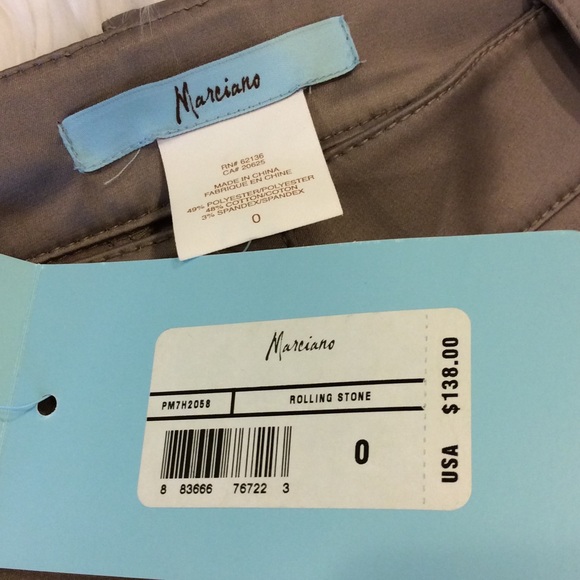 Marciano
RN# 62136
CA# 20625
MADE IN CHINA
FABRIQUE EN CHINE
49% POLYESTER/POLYESTER
48% COTTON/COTTON
3% SPANDEX/SPANDEX
0
Marciano
PM7H2058 ROLLING STONE
8 83666 76722 3
0
USA $138.00